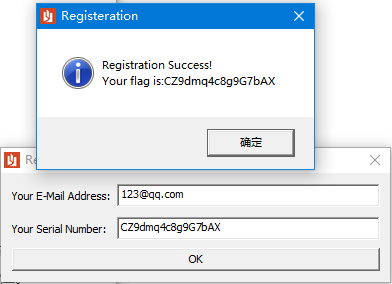 Registeration
Registration Success!
Your flag is:CZ9dmq4c8g9G7bAX
确定
Your E-Mail Address:
123@qq.com
Your Serial Number:
CZ9dmq4c8g9G7bAX
OK